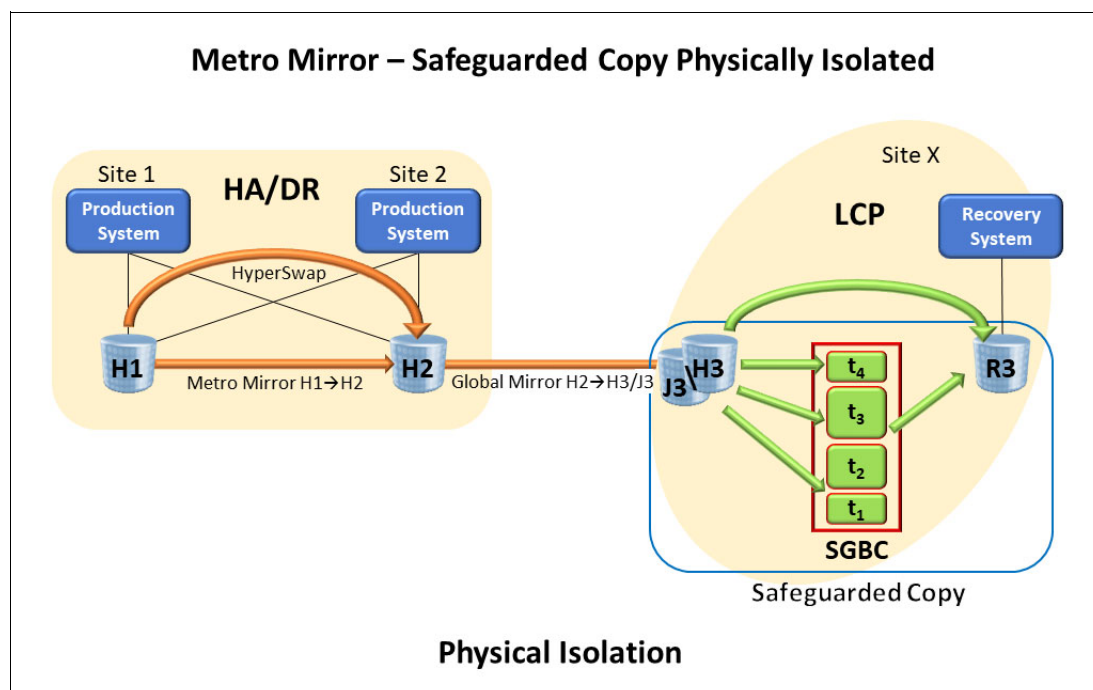 Metro Mirror – Safeguarded Copy Physically Isolated
Site 1
HA/DR
Site 2
Production
System
Production
System
HyperSwap
H1
H2
Metro Mirror H1→H2
Global Mirror H2→H3/J3
Site X
LCP
Recovery
System
J3\
H3
t4
t3
t2
t1
R3
SGBC
Safeguarded Copy
Physical Isolation